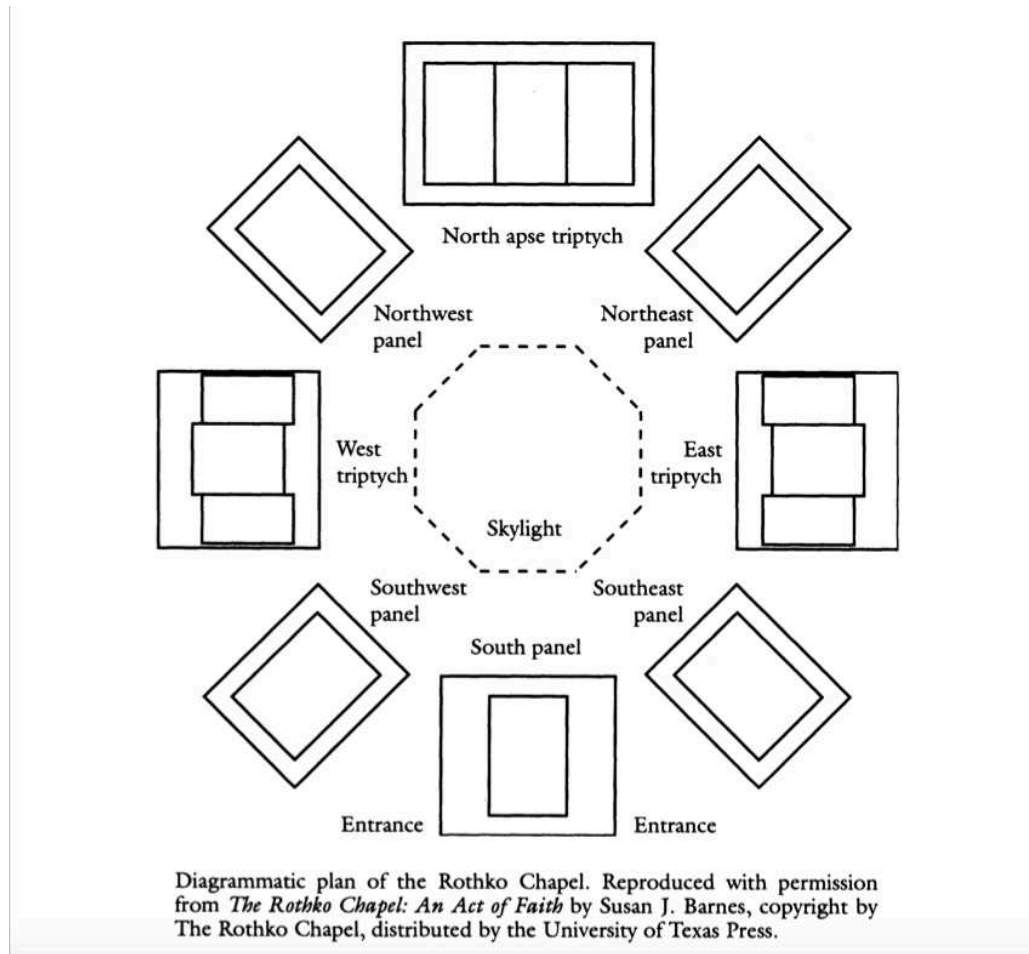 North apse triptych
Northwest
panel
Northeast
panel
West
triptych
East
triptych
Skylight
Southwest
panel
Southeast
panel
South panel
Entrance
Entrance
Diagrammatic plan of the Rothko Chapel. Reproduced with permission
from The Rothko Chapel: An Act of Faith by Susan J. Barnes, copyright by
The Rothko Chapel, distributed by the University of Texas Press.